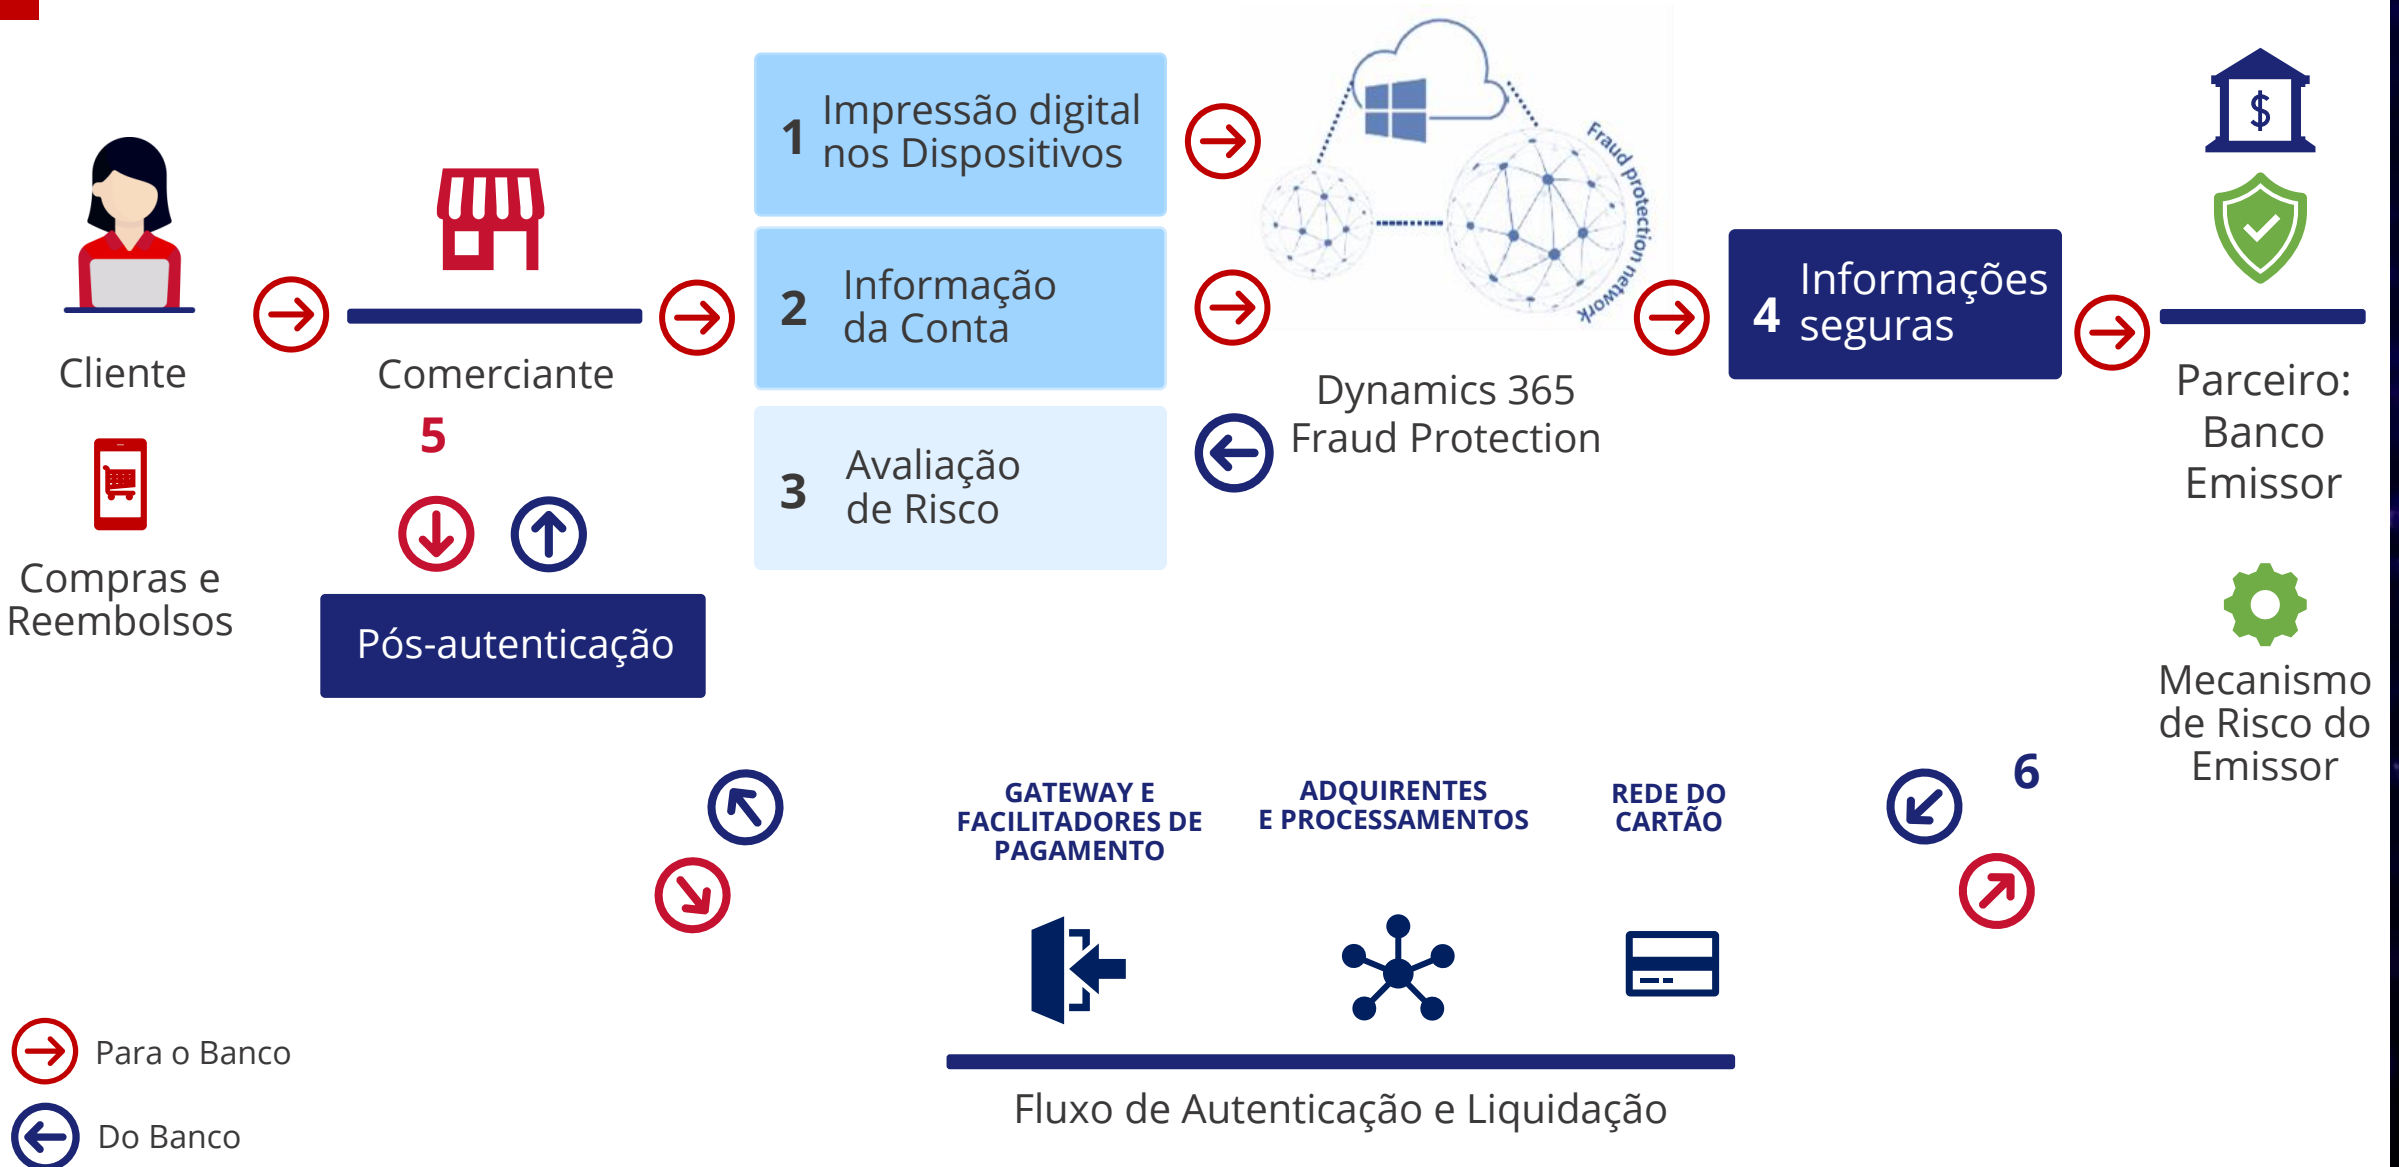 1
Impressão digital
nos Dispositivos
2
Informação
da Conta
3
Avaliação
de Risco
Fraud protection network
$
4
Informações
seguras
Cliente
Comerciante
Dynamics 365
Fraud Protection
Parceiro:
Banco
Emissor
5
Compras e
Reembolsos
Pós-autenticação
Mecanismo
de Risco do
Emissor
6
GATEWAY E
FACILITADORES DE
PAGAMENTO
ADQUIRENTES
E PROCESSAMENTOS
REDE DO
CARTÃO
Fluxo de Autenticação e Liquidação
Para o Banco
Do Banco